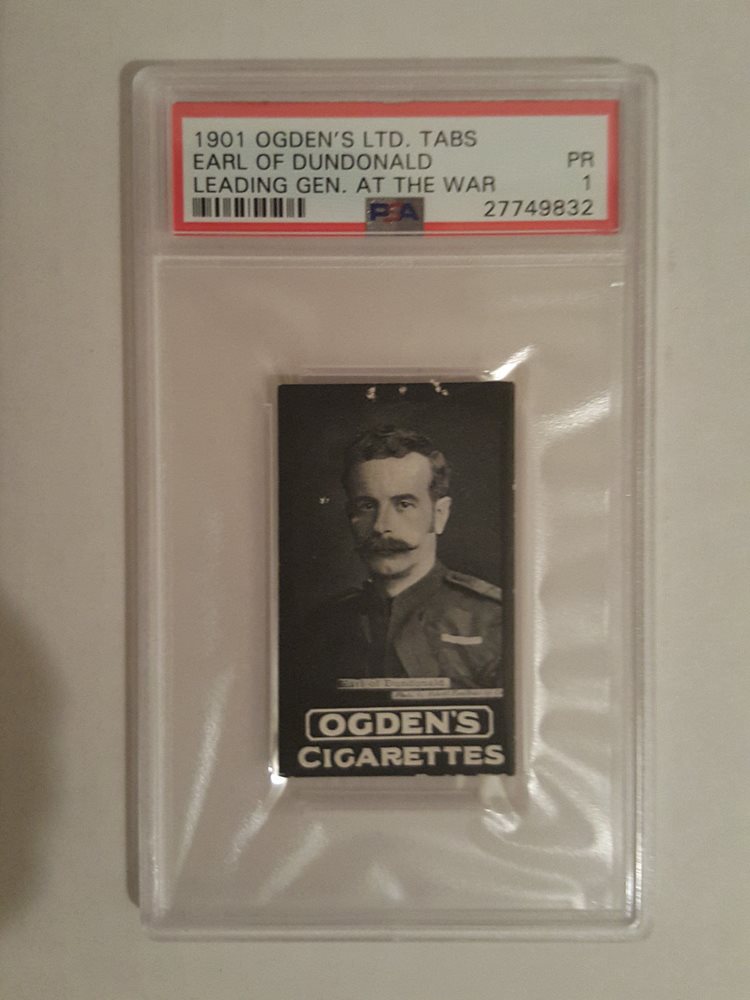 1901 OGDEN'S LTD. TABS
EARL OF DUNDONALD PR
LEADING GEN. AT THE WAR 1
PSA 27749832
Earl of Dundonald
OGDEN'S
CIGARETTES